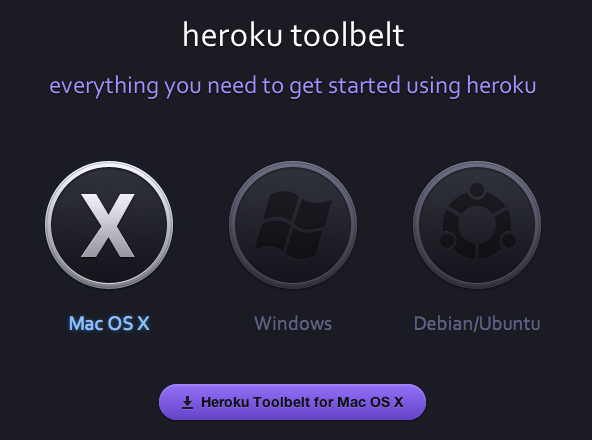 heroku toolbelt
everything you need to get started using heroku
X
Mac OS X
Windows
Debian/Ubuntu
Heroku Toolbelt for Mac OS X